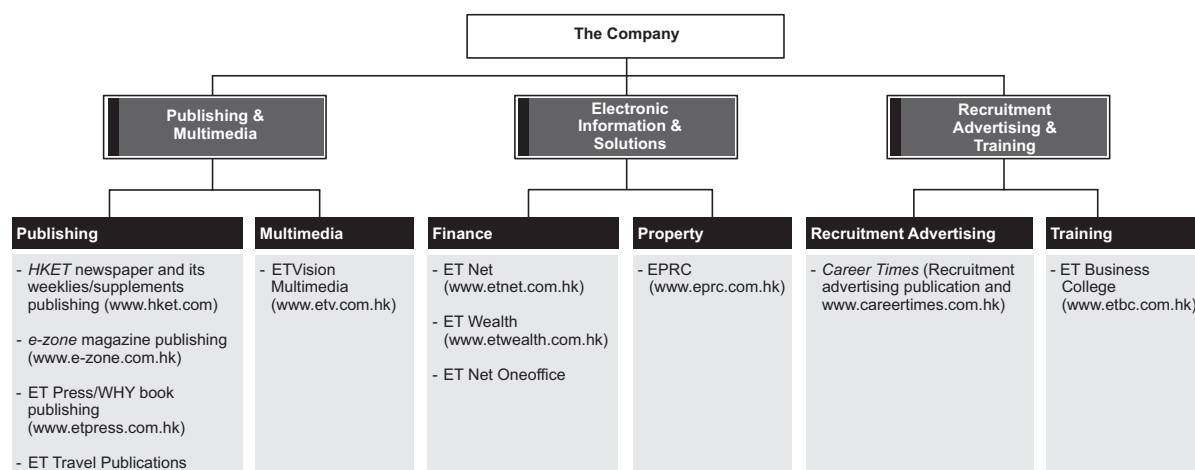 The Company
Publishing &
Multimedia
Electronic
Information &
Solutions
Recruitment
Advertising &
Training
Publishing
- HKET newspaper and its
weeklies/supplements
publishing (www.hket.com)
- e-zone magazine publishing
(www.e-zone.com.hk)
- ET Press/WHY book
publishing
(www.etpress.com.hk)
- ET Travel Publications
Multimedia
- ETVision
Multimedia
(www.etv.com.hk)
Finance
- ET Net
(www.etnet.com.hk)
- ET Wealth
(www.etwealth.com.hk)
- ET Net Oneoffice
Property
- EPRC
(www.eprc.com.hk)
Recruitment Advertising
- Career Times (Recruitment
advertising publication and
www.careertimes.com.hk)
Training
- ET Business
College
(www.etbc.com.hk)